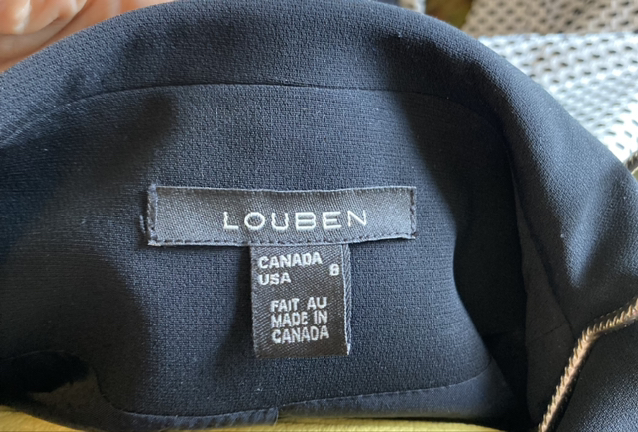 LOUBEN
CANADA 8
USA
FAIT AU
MADE IN
CANADA